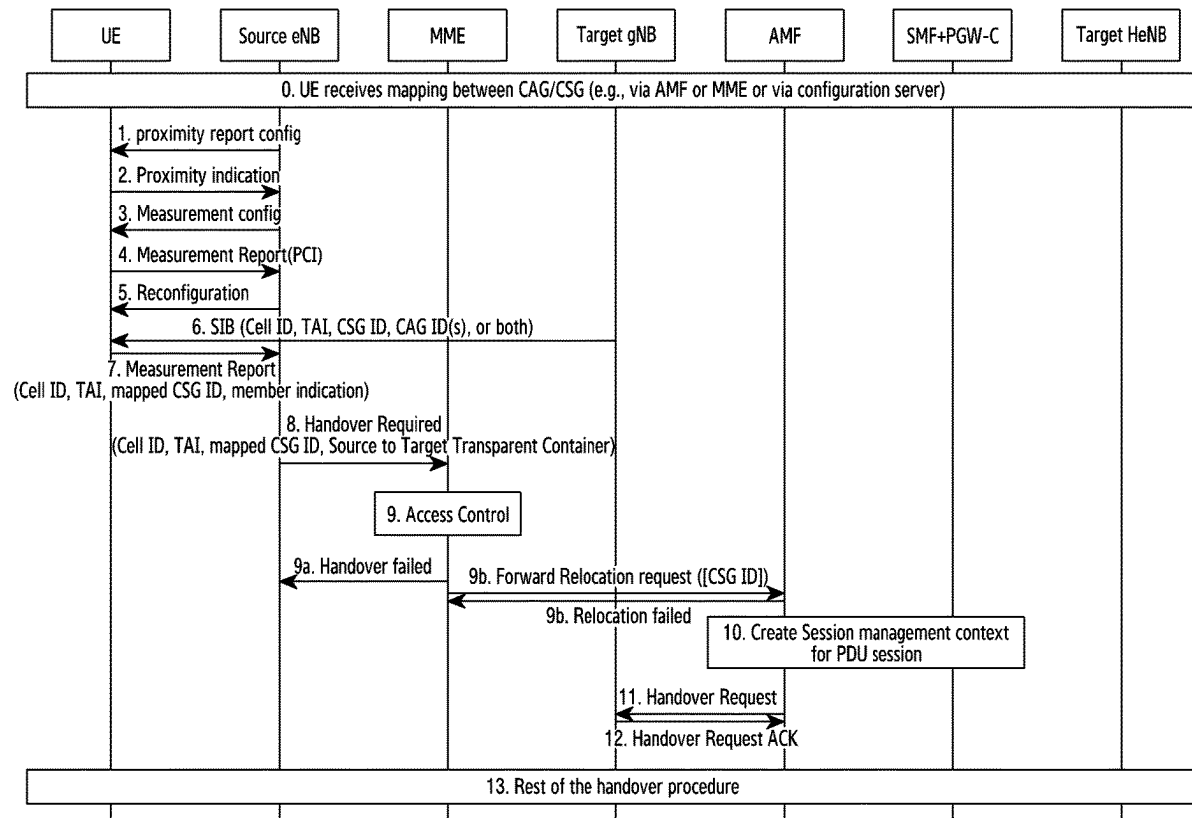 UE
Source eNB
MME
Target gNB
AMF
SMF+PGW-C
Target HeNB
0. UE receives mapping between CAG/CSG (e.g., via AMF or MME or via configuration server)
1. proximity report config
2. Proximity indication
3. Measurement config
4. Measurement Report(PCI)
5. Reconfiguration
6. SIB (Cell ID, TAI, CSG ID, CAG ID(s), or both)
7. Measurement Report
(Cell ID, TAI, mapped CSG ID, member indication)
8. Handover Required
(Cell ID, TAI, mapped CSG ID, Source to Target Transparent Container)
9. Access Control
9a. Handover failed
9b. Forward Relocation request ([CSG ID])
9b. Relocation failed
10. Create Session management context
for PDU session
11. Handover Request
12. Handover Request ACK
13. Rest of the handover procedure